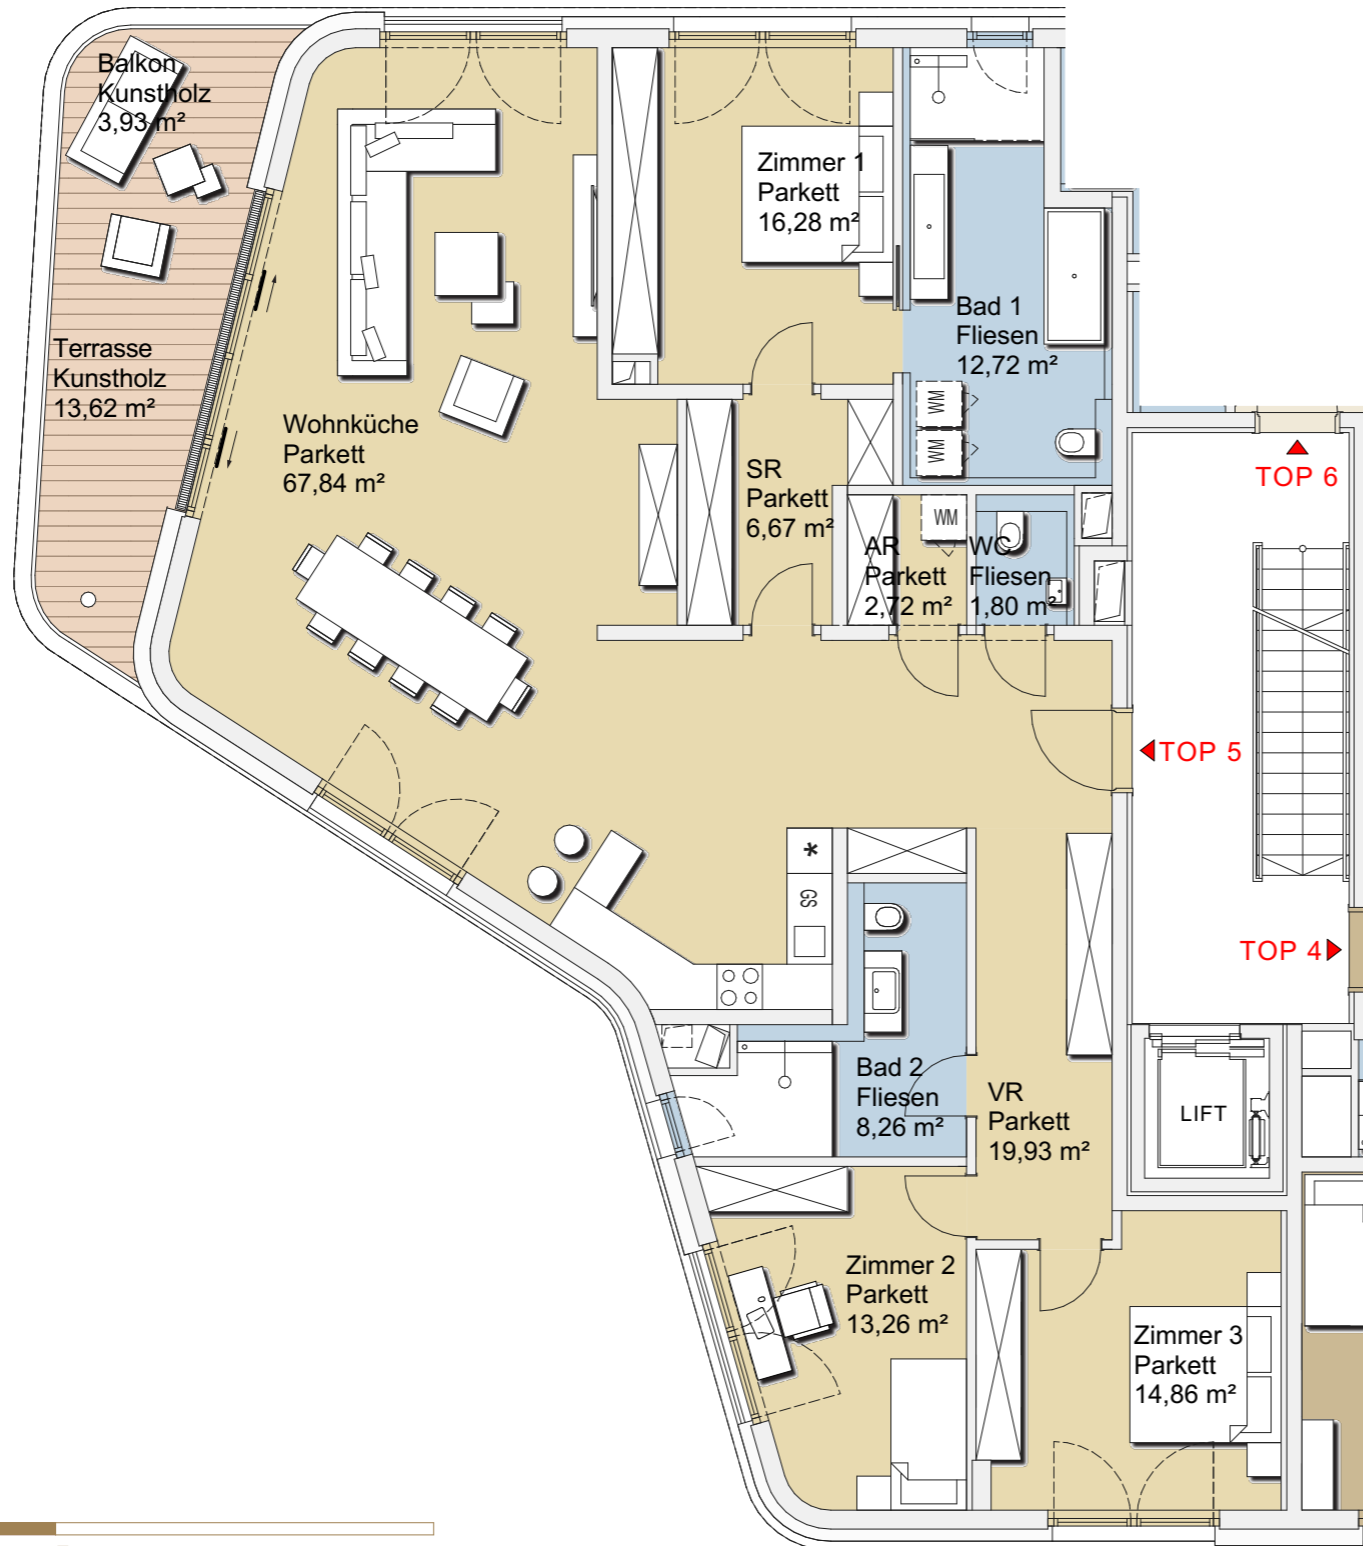 Balkon
Kunstholz
3,93 m²
Zimmer 1
Parkett
16,28 m²
Bad 1
Fliesen
12,72 m²
Terrasse
Kunstholz
13,62 m²
Wohnküche
Parkett
67,84 m²
WM
WM
SR
Parkett
6,67 m²
WM
AR
Parkett
2,72 m²
WC
Fliesen
1,80 m²
TOP 6
TOP 5
TOP 4
*
GS
Bad 2
Fliesen
8,26 m²
VR
Parkett
19,93 m²
LIFT
Zimmer 2
Parkett
13,26 m²
Zimmer 3
Parkett
14,86 m²